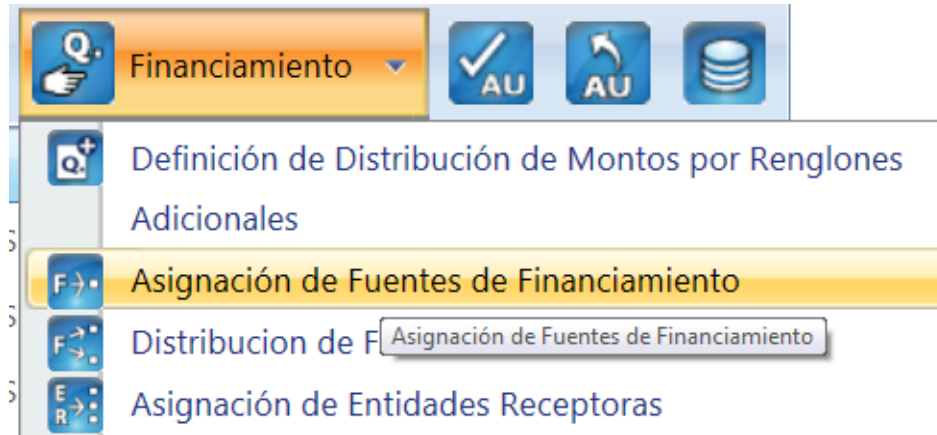 Q.
Financiamiento
AU
AU
Q.
Definición de Distribución de Montos por Renglones
Adicionales
F
Asignación de Fuentes de Financiamiento
F
Distribucion de F
Asignación de Fuentes de Financiamiento
E
R
Asignación de Entidades Receptoras